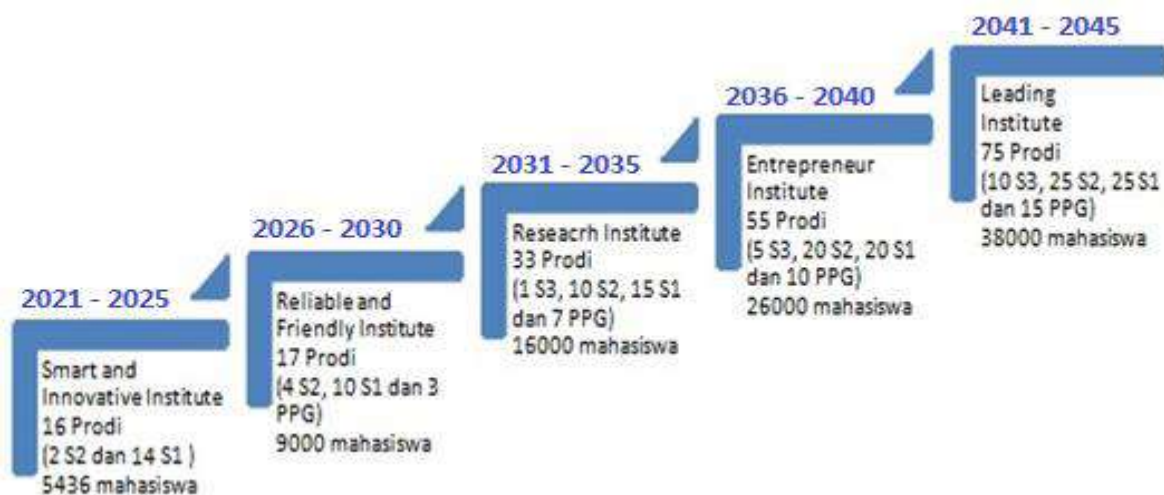 2021 - 2025
Smart and
Innovative Institute
16 Prodi
(2 S2 dan 14 S1 )
5436 mahasiswa
2026 - 2030
Reliable and
Friendly Institute
17 Prodi
(4 S2, 10 S1 dan 3
PPG)
9000 mahasiswa
2031 - 2035
Reseacrh Institute
33 Prodi
(1 S3, 10 S2, 15 S1
dan 7 PPG)
16000 mahasiswa
2036 - 2040
Entrepreneur
Institute
55 Prodi
(5 S3, 20 S2, 20 S1
dan 10 PPG)
26000 mahasiswa
2041 - 2045
Leading
Institute
75 Prodi
(10 S3, 25 S2, 25 S1
dan 15 PPG)
38000 mahasiswa